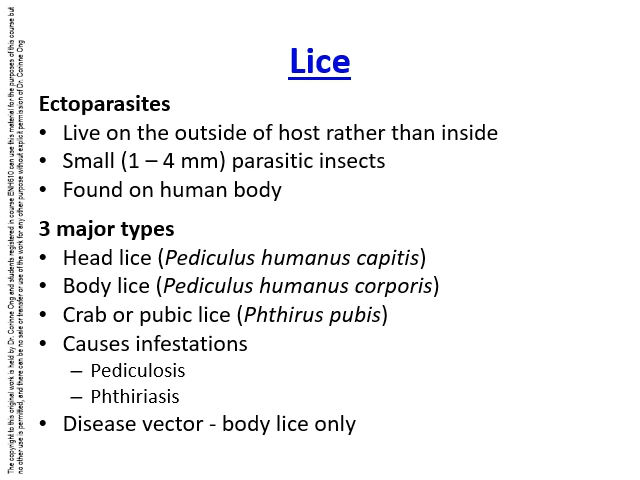 Lice
Ectoparasites
• Live on the outside of host rather than inside
• Small (1 – 4 mm) parasitic insects
• Found on human body
3 major types
• Head lice (Pediculus humanus capitis)
• Body lice (Pediculus humanus corporis)
• Crab or pubic lice (Phthirus pubis)
• Causes infestations
– Pediculosis
– Phthiriasis
• Disease vector - body lice only
The copyright to this original work is held by Dr. Corinne Ong and students registered in course ENH610 can use this material for the purposes of this course but
no other use is permitted, and there can be no sale or transfer or use of the work for any other purpose without explicit permission of Dr. Corinne Ong